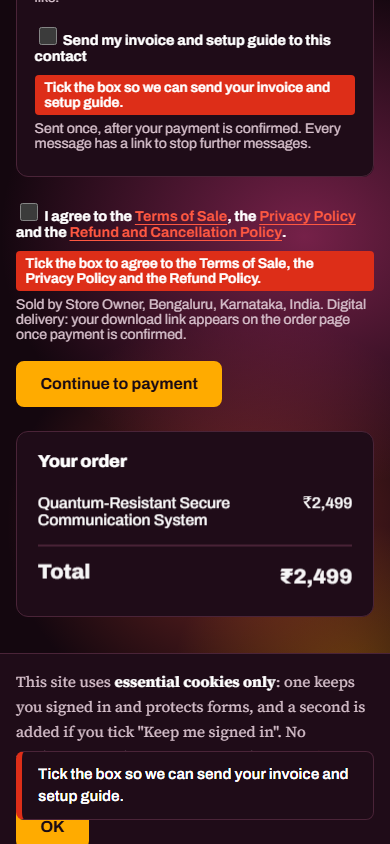 Send my invoice and setup guide to this
contact
Tick the box so we can send your invoice and
setup guide.
Sent once, after your payment is confirmed. Every
message has a link to stop further messages.
I agree to the Terms of Sale, the Privacy Policy
and the Refund and Cancellation Policy.
Tick the box to agree to the Terms of Sale, the
Privacy Policy and the Refund Policy.
Sold by Store Owner, Bengaluru, Karnataka, India. Digital
delivery: your download link appears on the order page
once payment is confirmed.
Continue to payment
Your order
Quantum-Resistant Secure ₹2,499
Communication System
Total ₹2,499
This site uses essential cookies only: one keeps
you signed in and protects forms, and a second is
added if you tick "Keep me signed in". No
Tick the box so we can send your invoice and
setup guide.
OK